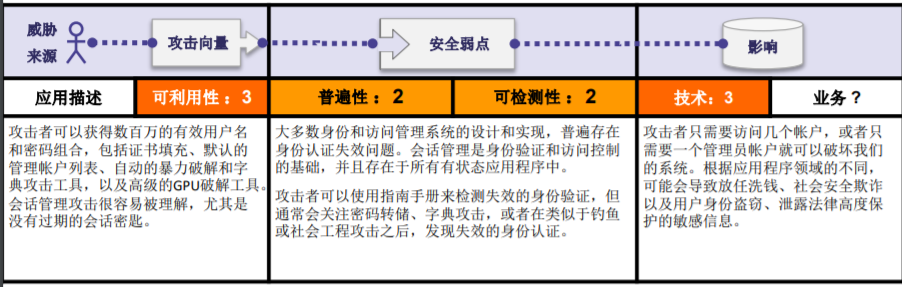 威胁
来源
攻击向量
安全弱点
影响
应用描述
可利用性：3
普遍性：2
可检测性：2
技术：3
业务？
攻击者可以获得数百万的有效用户名
和密码组合，包括证书填充、默认的
管理帐户列表、自动的暴力破解和字
典攻击工具，以及高级的GPU破解工具。
会话管理攻击很容易被理解，尤其是
没有过期的会话密匙。
大多数身份和访问管理系统的设计和实现，普遍存在
身份认证失效问题。会话管理是身份验证和访问控制
的基础，并且存在于所有有状态应用程序中。
攻击者可以使用指南手册来检测失效的身份验证，但
通常会关注密码转储、字典攻击，或者在类似于钓鱼
或社会工程攻击之后，发现失效的身份认证。
攻击者只需要访问几个帐户，或者只
需要一个管理员帐户就可以破坏我们
的系统。根据应用程序领域的不同，
可能会导致放任洗钱、社会安全欺诈
以及用户身份盗窃、泄露法律高度保
护的敏感信息。